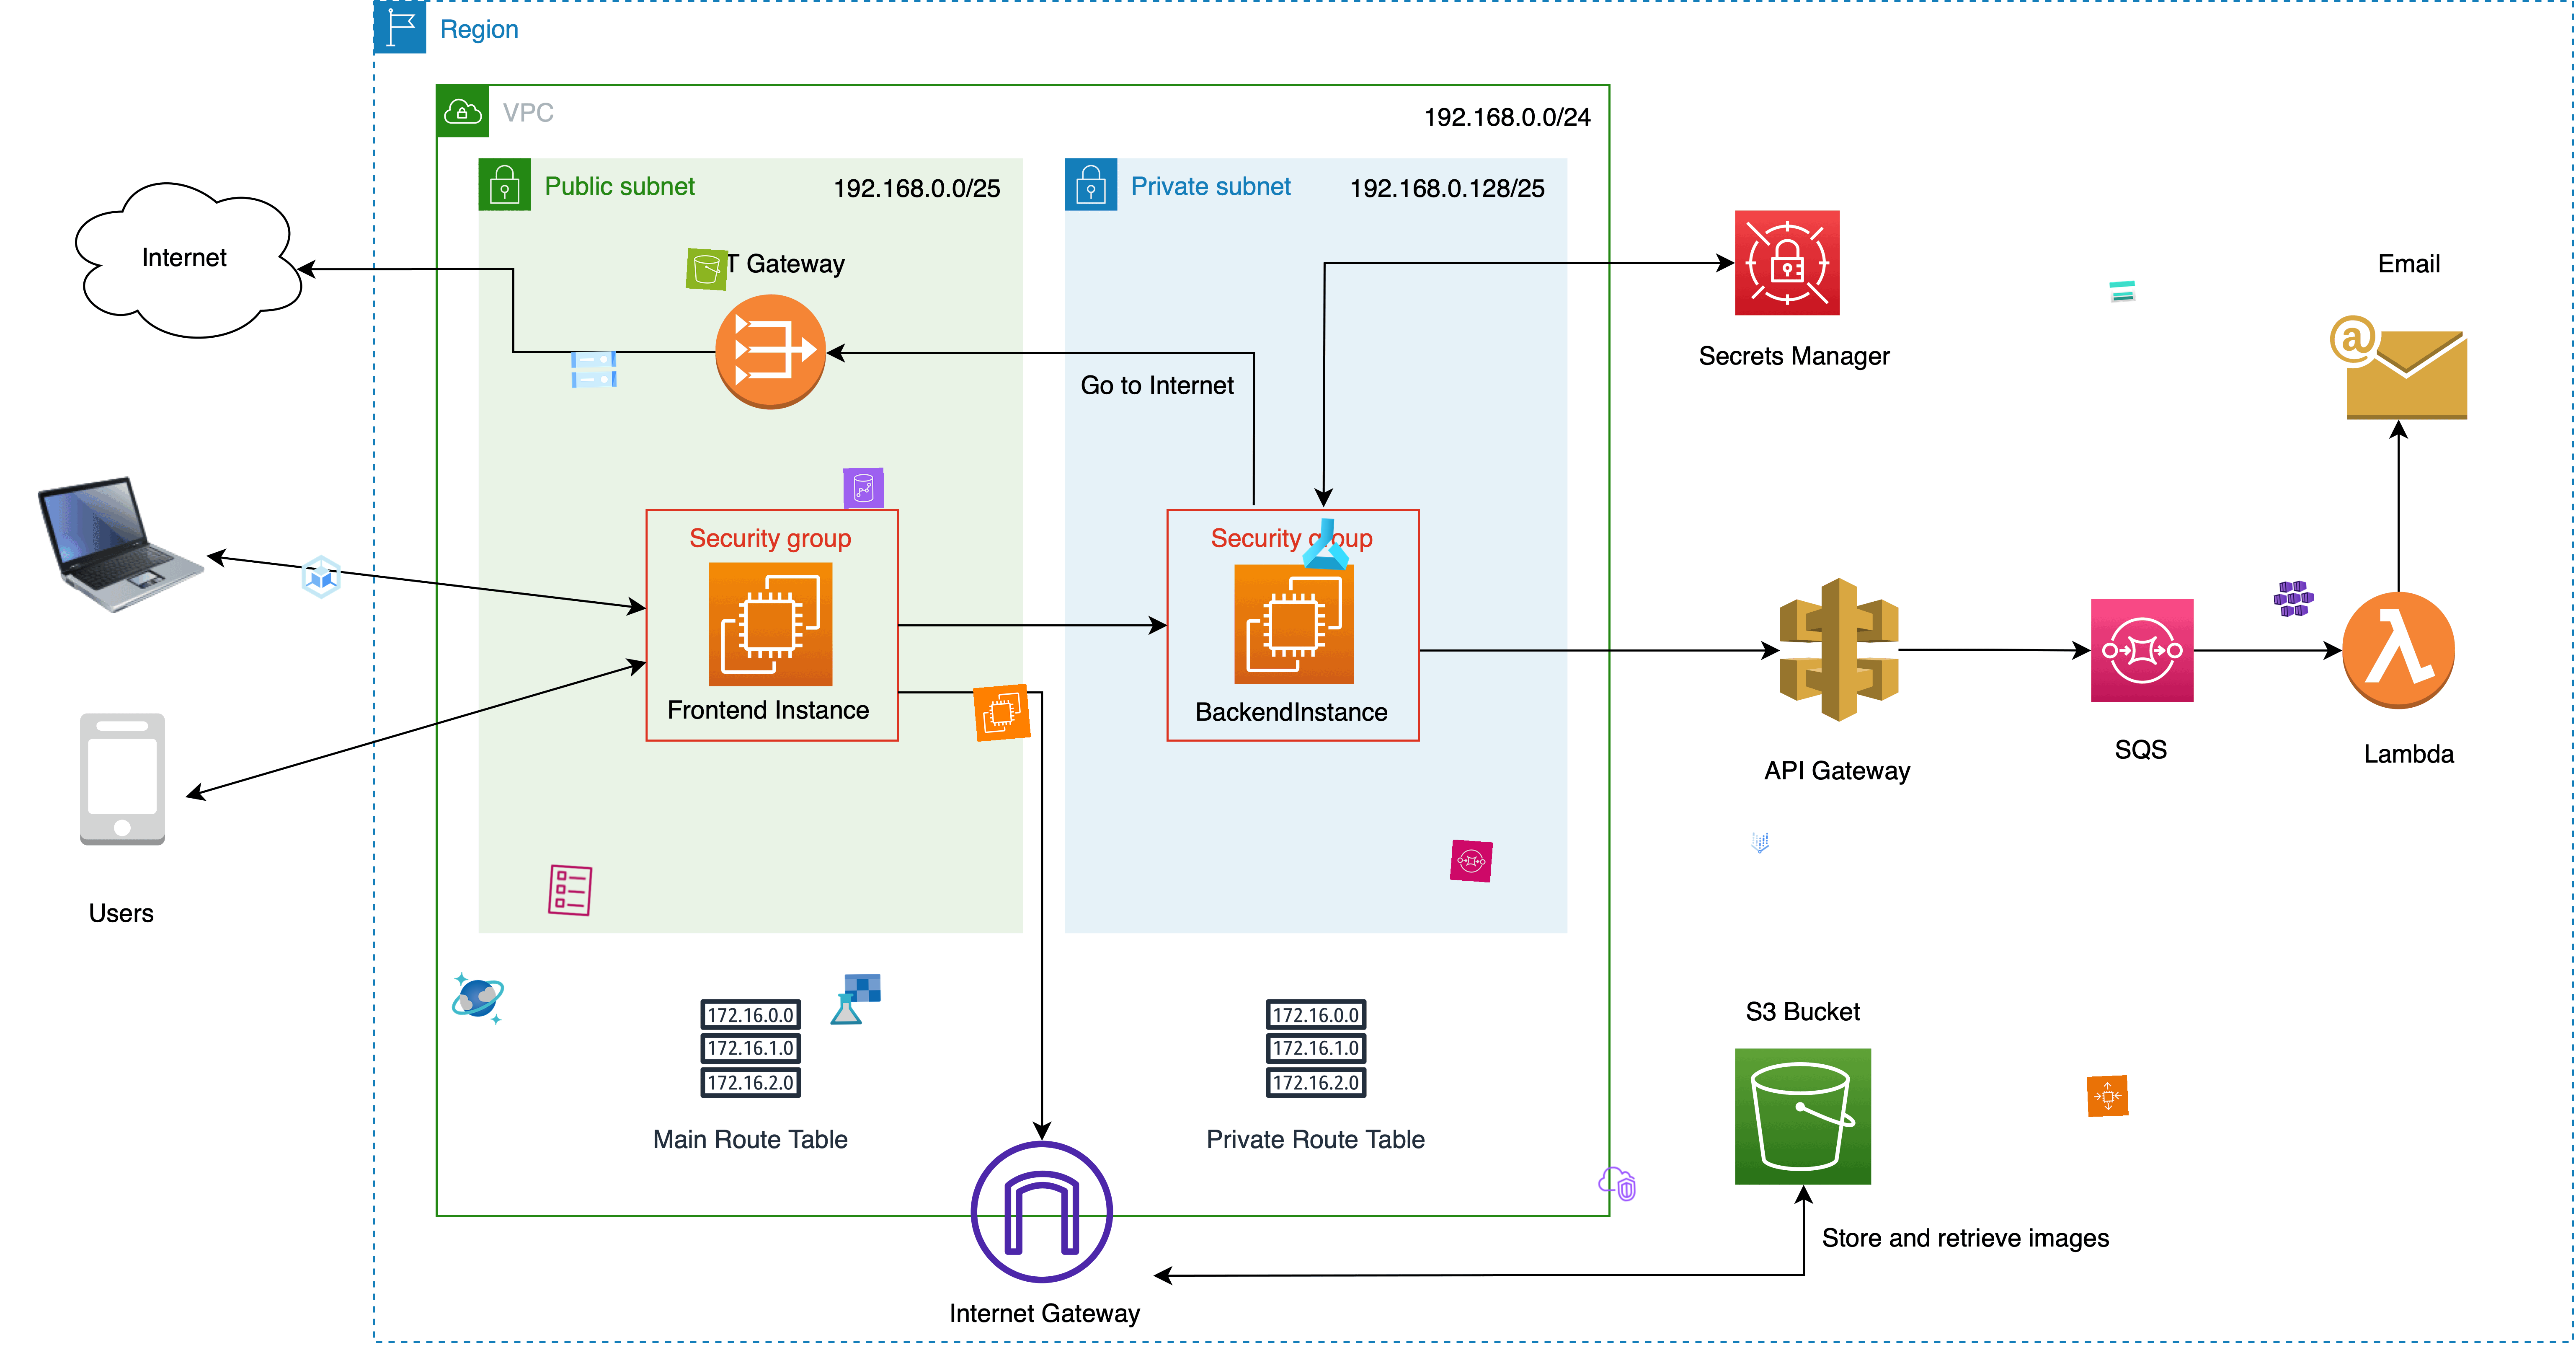 Region
VPC
192.168.0.0/24
Public subnet
192.168.0.0/25
Private subnet
192.168.0.128/25
Internet
T Gateway
Go to Internet
Secrets Manager
Email
Security group
Frontend Instance
Security group
BackendInstance
API Gateway
SQS
Lambda
Users
172.16.0.0
172.16.1.0
172.16.2.0
Main Route Table
172.16.0.0
172.16.1.0
172.16.2.0
Private Route Table
S3 Bucket
Store and retrieve images
Internet Gateway